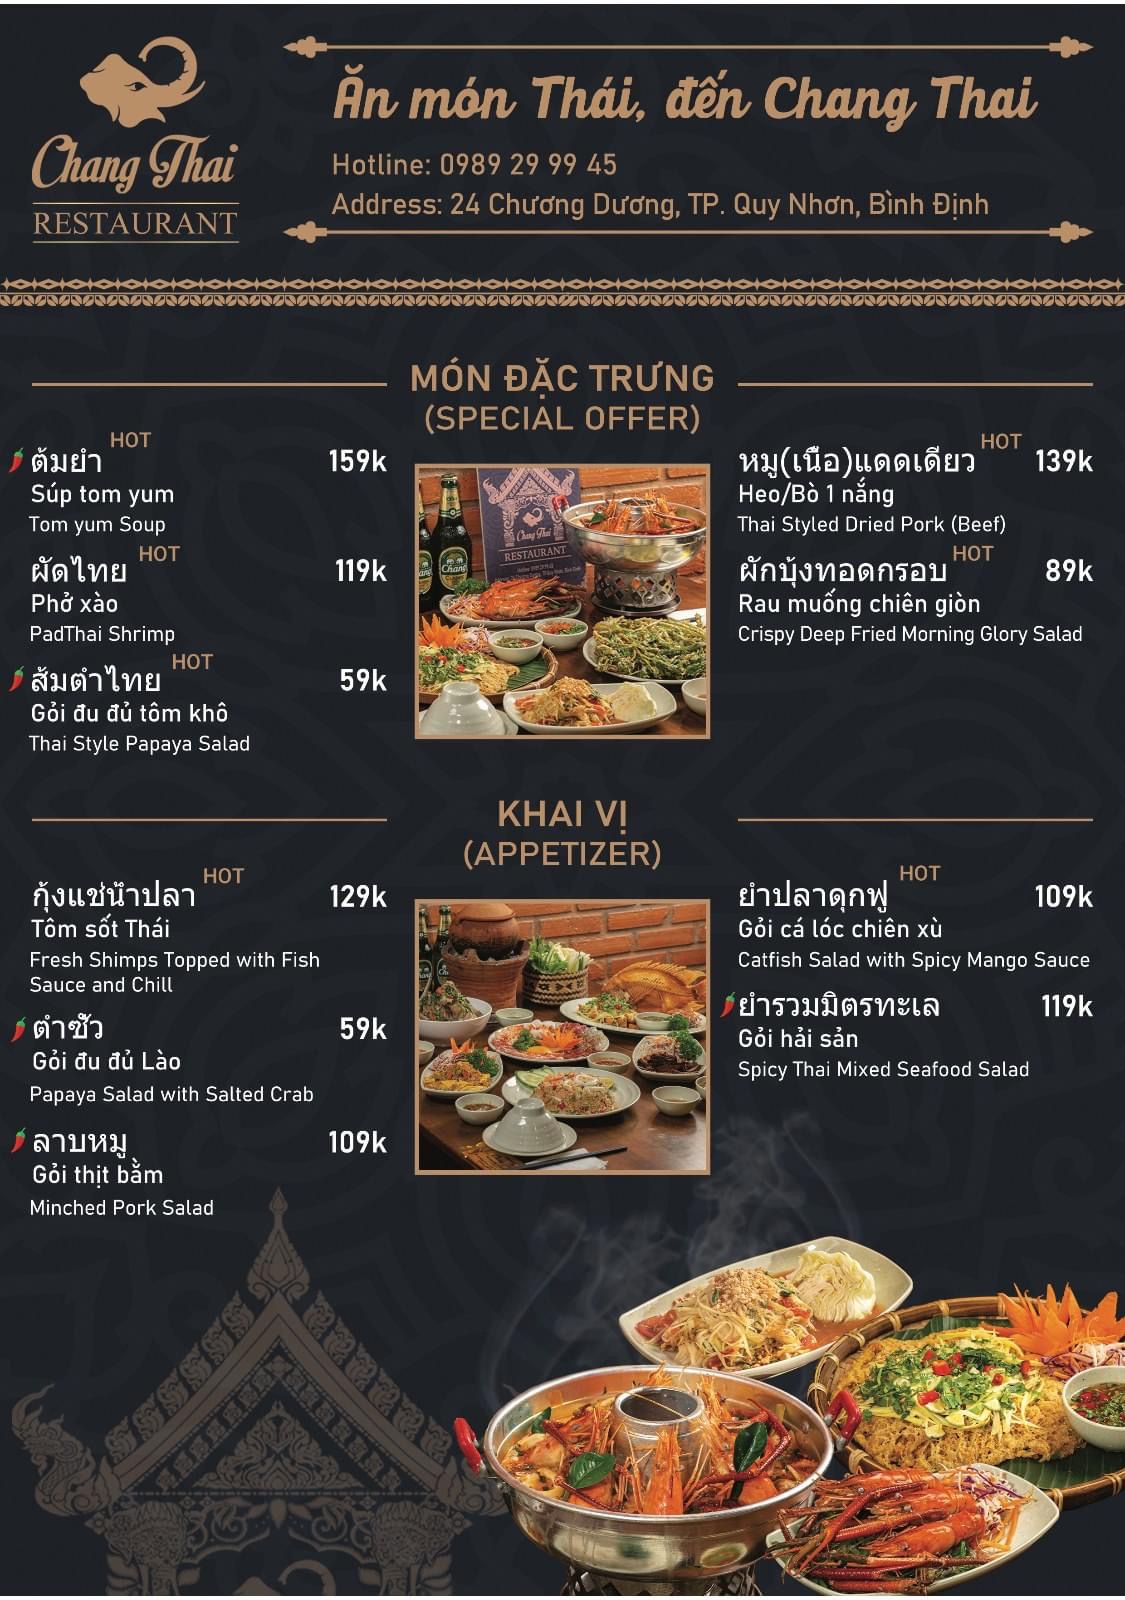 Chang Thai
RESTAURANT
Ăn món Thái, đến Chang Thai
Hotline: 0989 29 99 45
Address: 24 Chương Dương, TP. Quy Nhơn, Bình Định
MÓN ĐẶC TRƯNG
(SPECIAL OFFER)
ต้มยำ HOT 159k
Súp tom yum
Tom yum Soup
ผัดไทย HOT 119k
Phở xào
PadThai Shrimp
ส้มตำไทย HOT 59k
Gỏi đu đủ tôm khô
Thai Style Papaya Salad
Chang Thai
RESTAURANT
Chang
หมู(เนื้อ)แดดเดียว HOT 139k
Heo/Bò 1 nắng
Thai Styled Dried Pork (Beef)
ผักบุ้งทอดกรอบ HOT 89k
Rau muống chiên giòn
Crispy Deep Fried Morning Glory Salad
KHAI VỊ
(APPETIZER)
กุ้งแช่น้ำปลา HOT 129k
Tôm sốt Thái
Fresh Shimps Topped with Fish
Sauce and Chill
ตำซั่ว 59k
Gỏi đu đủ Lào
Papaya Salad with Salted Crab
ลาบหมู 109k
Gỏi thịt bằm
Minched Pork Salad
ยำปลาดุกฟู HOT 109k
Gỏi cá lóc chiên xù
Catfish Salad with Spicy Mango Sauce
ยำรวมมิตรทะเล 119k
Gỏi hải sản
Spicy Thai Mixed Seafood Salad